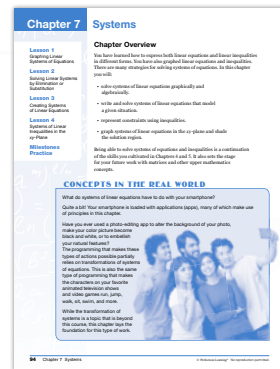 Chapter 7
Systems
Lesson 1
Graphing Linear
Systems of Equations
Lesson 2
Solving Linear Systems
by Elimination or
Substitution
Lesson 3
Creating Systems
of Linear Equations
Lesson 4
Systems of Linear
Inequalities in the
xy-Plane
Milestones
Practice
Chapter Overview
You have learned how to express both linear equations and linear inequalities
in different forms. You have also graphed linear equations and inequalities.
There are many strategies for solving systems of equations. In this chapter
you will:
• solve systems of linear equations graphically and
algebraically.
• write and solve systems of linear equations that model
a given situation.
• represent constraints using inequalities.
• graph systems of linear equations in the xy-plane and shade
the solution region.
Being able to solve systems of equations and inequalities is a continuation
of the skills you cultivated in Chapters 4 and 5. It also sets the stage
for your future work with matrices and other upper mathematics
concepts.
CONCEPTS IN THE REAL WORLD
What do systems of linear equations have to do with your smartphone?
Quite a bit! Your smartphone is loaded with applications (apps), many of which make use
of principles in this chapter.
Have you ever used a photo-editing app to alter the background of your photo,
make your color picture become
black and white, or to embellish
your natural features?
The programming that makes these
types of actions possible partially
relies on transformations of systems
of equations. This is also the same
type of programming that makes
the characters on your favorite
animated television shows
and video games run, jump,
walk, sit, swim, and more.
While the transformation of
systems is a topic that is beyond
this course, this chapter lays the
foundation for this type of work.
94 Chapter 7 Systems
No reproduction permitted.